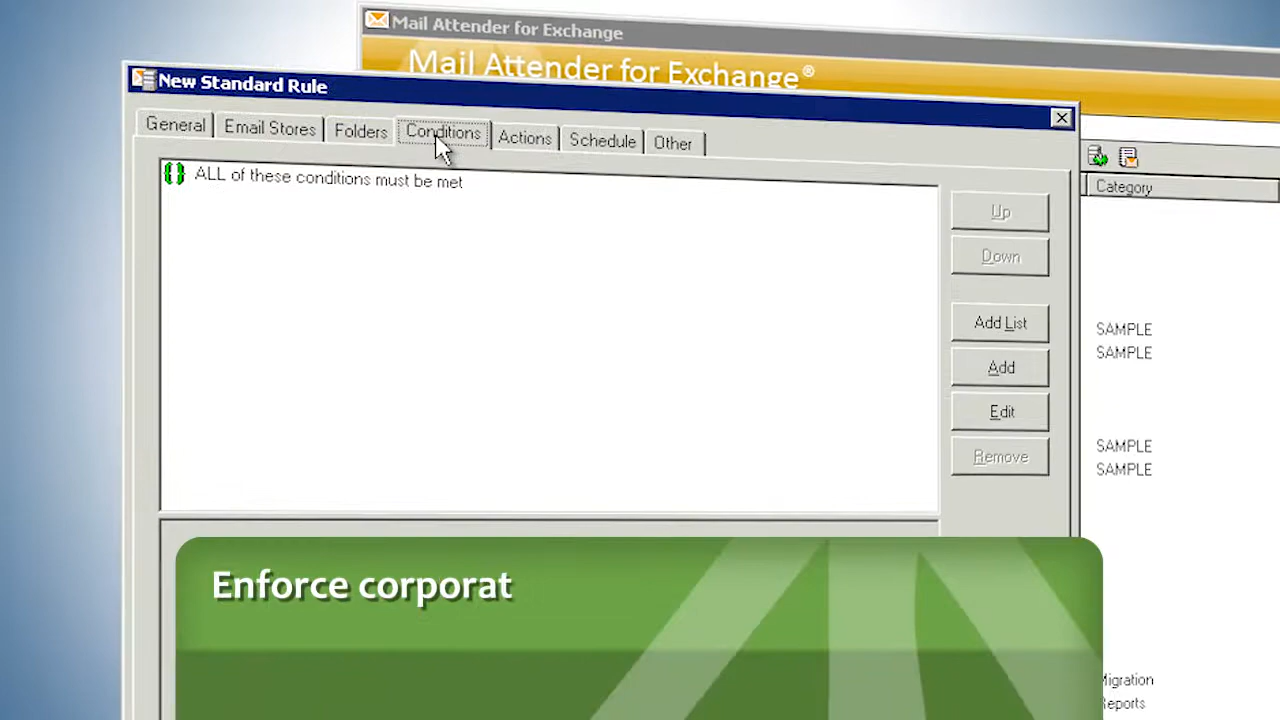 Mail Attender for Exchange
Mail Attender for Exchange®
New Standard Rule
General
Email Stores
Folders
Conditions
Actions
Schedule
Other
ALL of these conditions must be met
Up
Down
Add List
Add
Edit
Remove
Category
SAMPLE
SAMPLE
SAMPLE
SAMPLE
Migration
Reports
Enforce corporat